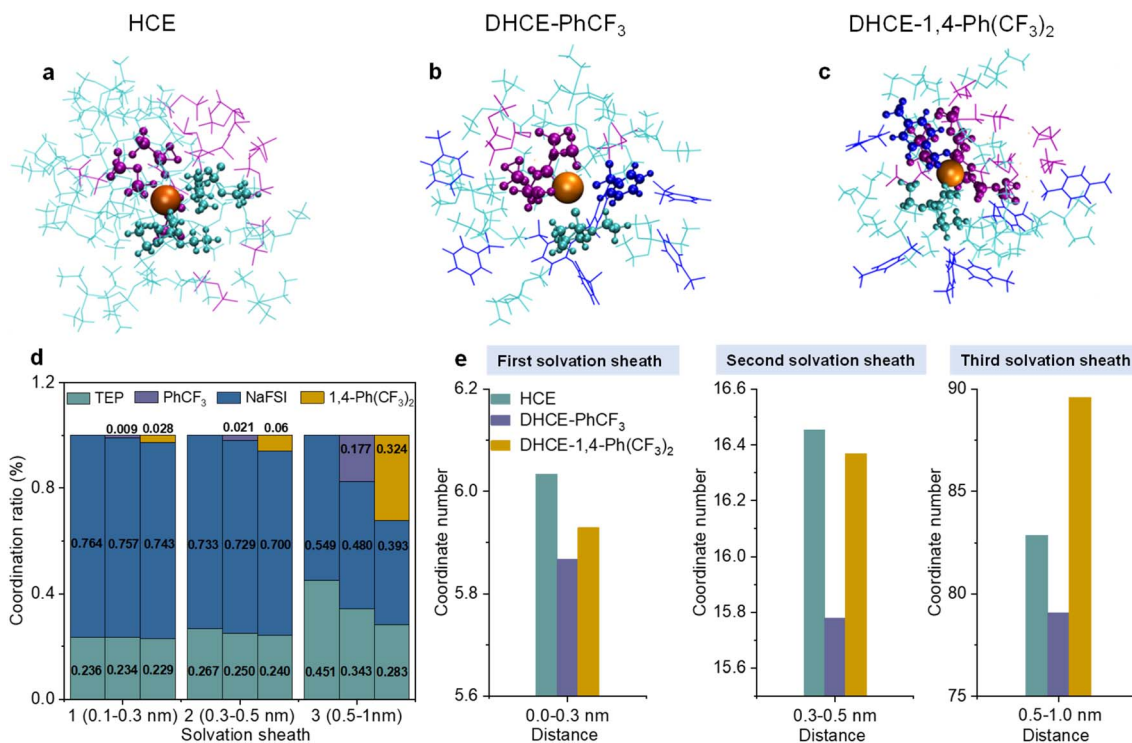 HCE
DHCE-PhCF₃
DHCE-1,4-Ph(CF₃)₂
a
b
c
d
1.2
0.8
0.4
0.0
Coordination ratio (%)
TEP
PhCF₃
NaFSI
1,4-Ph(CF₃)₂
0.009
0.028
0.021
0.06
0.177
0.324
0.764
0.757
0.743
0.733
0.729
0.700
0.549
0.480
0.393
0.236
0.234
0.229
0.267
0.250
0.240
0.451
0.343
0.283
1 (0.1-0.3 nm)
2 (0.3-0.5 nm)
3 (0.5-1nm)
Solvation sheath
e
First solvation sheath
6.2
6.0
5.8
5.6
Coordinate number
HCE
DHCE-PhCF₃
DHCE-1,4-Ph(CF₃)₂
0.0-0.3 nm
Distance
Second solvation sheath
16.6
16.4
16.2
16.0
15.8
15.6
Coordinate number
0.3-0.5 nm
Distance
Third solvation sheath
90
85
80
75
Coordinate number
0.5-1.0 nm
Distance